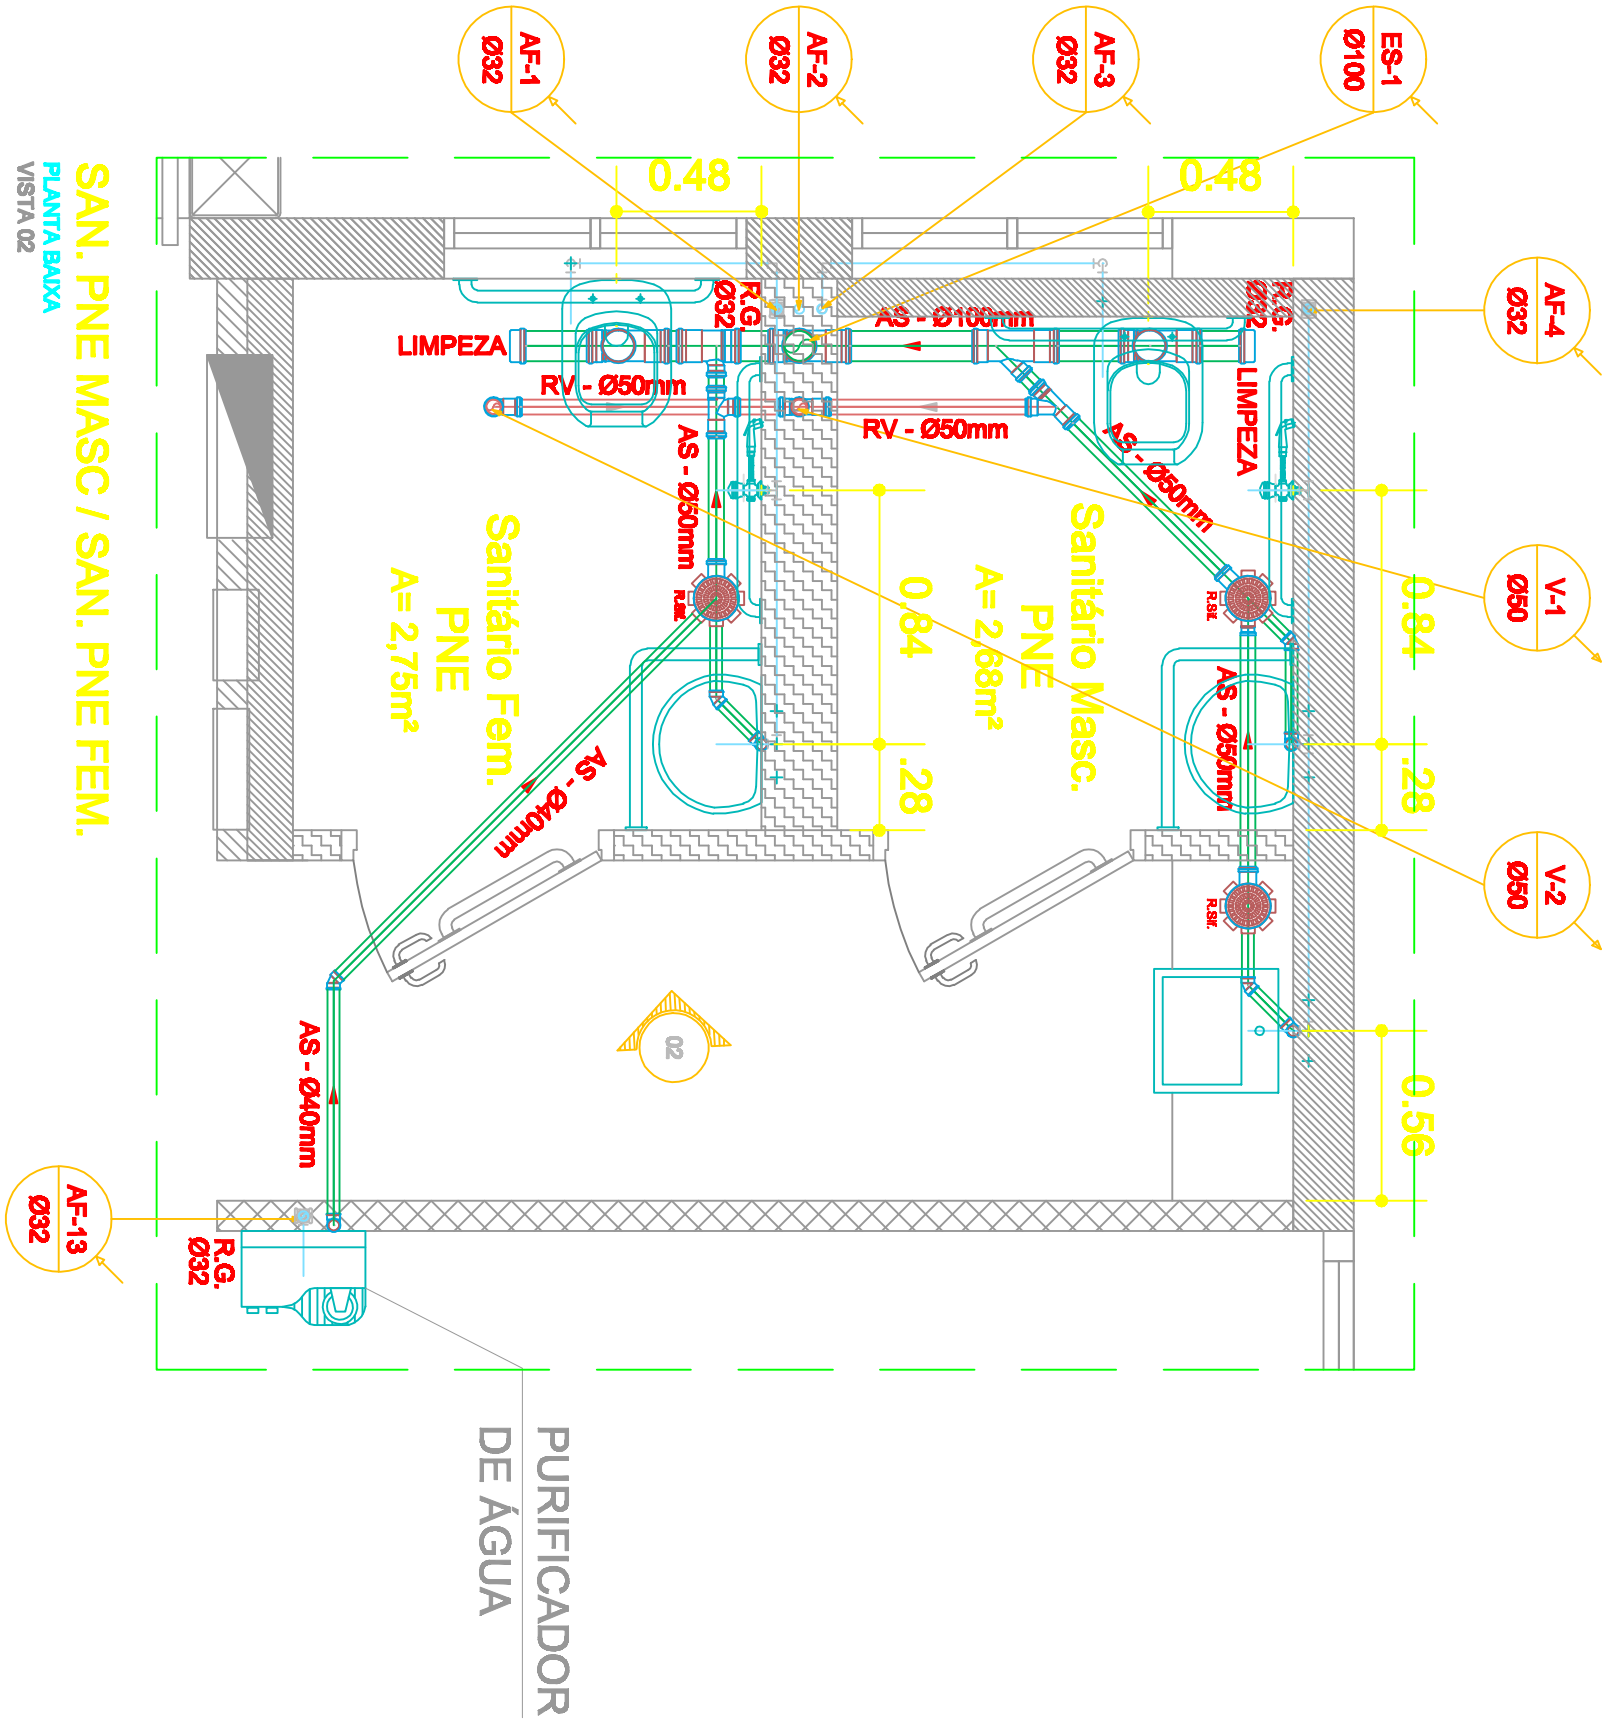 AF-1
Ø32
AF-2
Ø32
AF-3
Ø32
ES-1
Ø100
AF-4
Ø32
V-1
Ø50
V-2
Ø50
AF-13
Ø32
0.48
0.48
R.G.
Ø32
R.G.
Ø32
AS - Ø100mm
LIMPEZA
LIMPEZA
RV - Ø50mm
RV - Ø50mm
AS - Ø50mm
AS - Ø50mm
AS - Ø50mm
R.Sif.
R.Sif.
R.Sif.
0.84
.28
0.84
.28
0.56
Sanitário Fem.
PNE
A= 2,75m²
Sanitário Masc.
PNE
A= 2,68m²
AS - Ø40mm
AS - Ø40mm
02
R.G.
Ø32
PURIFICADOR
DE ÁGUA
SAN. PNE MASC / SAN. PNE FEM.
PLANTA BAIXA
VISTA 02